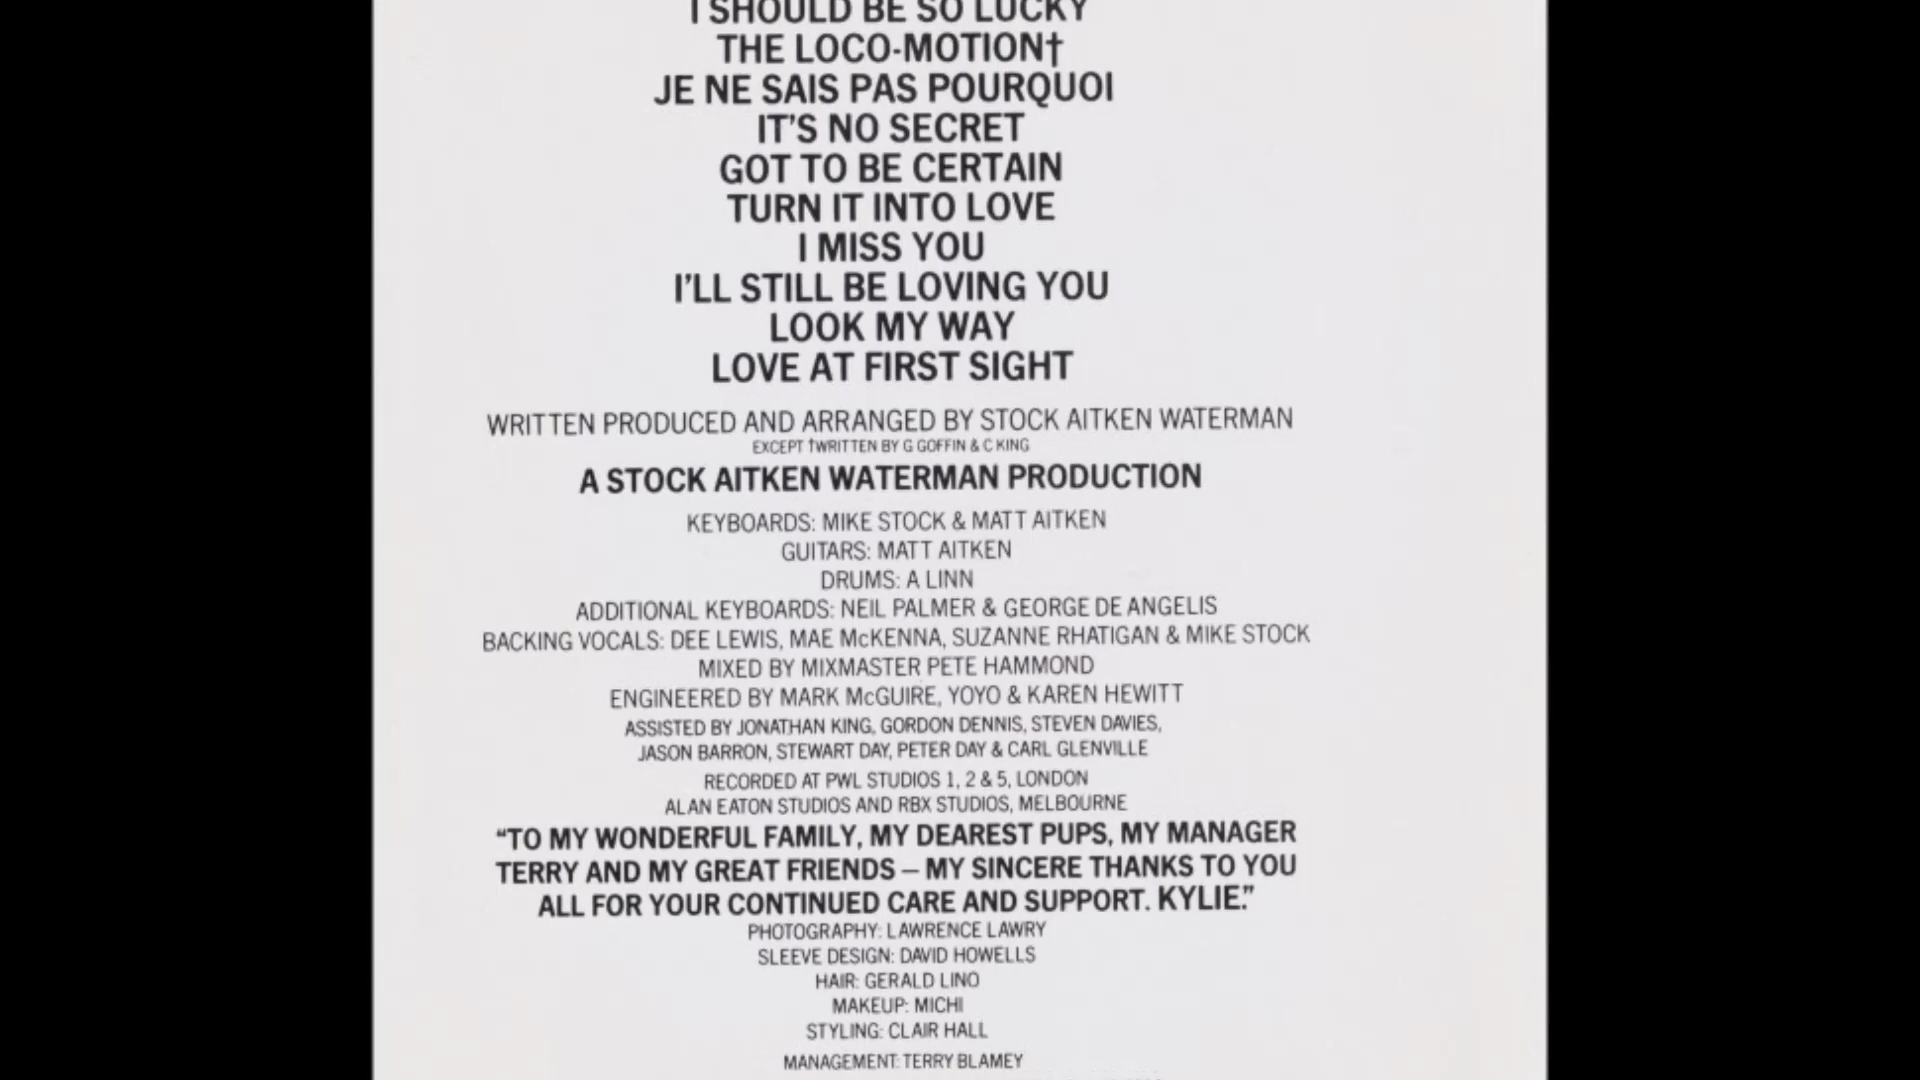 I SHOULD BE SO LUCKY
THE LOCO-MOTION†
JE NE SAIS PAS POURQUOI
IT'S NO SECRET
GOT TO BE CERTAIN
TURN IT INTO LOVE
I MISS YOU
I'LL STILL BE LOVING YOU
LOOK MY WAY
LOVE AT FIRST SIGHT
WRITTEN PRODUCED AND ARRANGED BY STOCK AITKEN WATERMAN
EXCEPT †WRITTEN BY G GOFFIN & C KING
A STOCK AITKEN WATERMAN PRODUCTION
KEYBOARDS: MIKE STOCK & MATT AITKEN
GUITARS: MATT AITKEN
DRUMS: A LINN
ADDITIONAL KEYBOARDS: NEIL PALMER & GEORGE DE ANGELIS
BACKING VOCALS: DEE LEWIS, MAE McKENNA, SUZANNE RHATIGAN & MIKE STOCK
MIXED BY MIXMASTER PETE HAMMOND
ENGINEERED BY MARK McGUIRE, YOYO & KAREN HEWITT
ASSISTED BY JONATHAN KING, GORDON DENNIS, STEVEN DAVIES,
JASON BARRON, STEWART DAY, PETER DAY & CARL GLENVILLE
RECORDED AT PWL STUDIOS 1, 2 & 5, LONDON
ALAN EATON STUDIOS AND RBX STUDIOS, MELBOURNE
“TO MY WONDERFUL FAMILY, MY DEAREST PUPS, MY MANAGER
TERRY AND MY GREAT FRIENDS – MY SINCERE THANKS TO YOU
ALL FOR YOUR CONTINUED CARE AND SUPPORT. KYLIE.”
PHOTOGRAPHY: LAWRENCE LAWRY
SLEEVE DESIGN: DAVID HOWELLS
HAIR: GERALD LINO
MAKEUP: MICHI
STYLING: CLAIR HALL
MANAGEMENT: TERRY BLAMEY